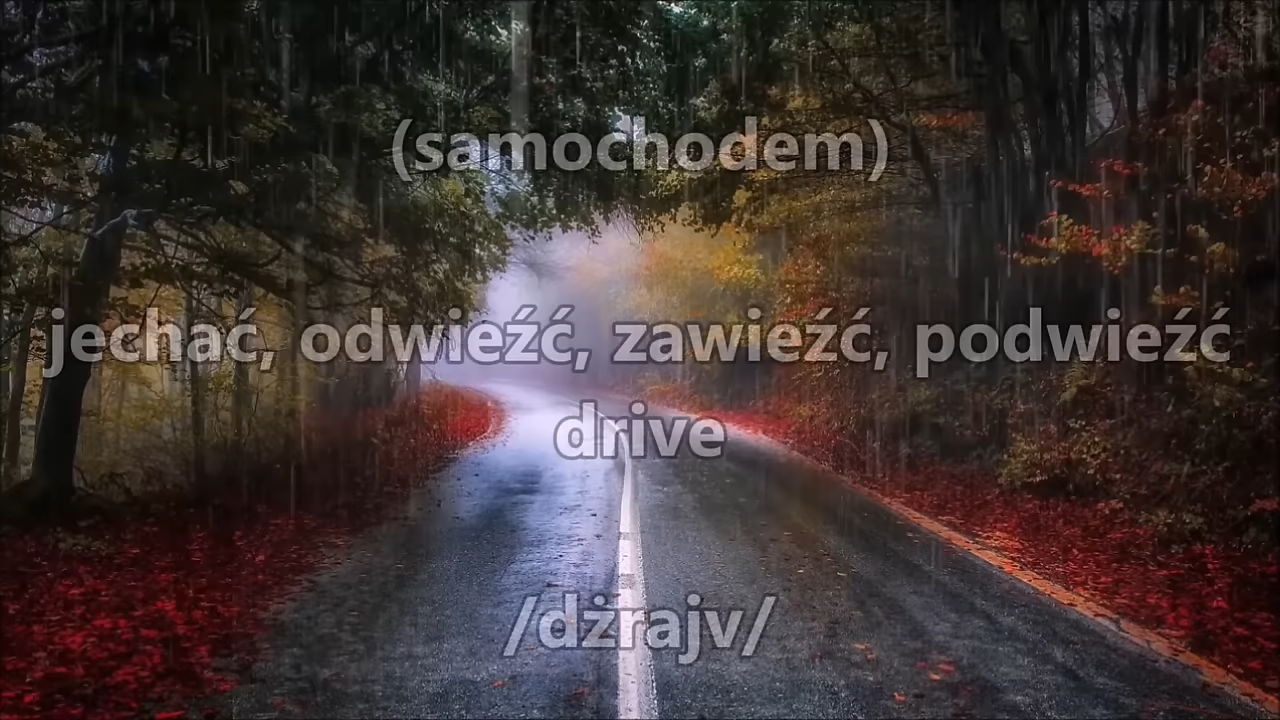 (samochodem)
jechać, odwieźć, zawieźć, podwieźć
drive
/dżrajv/